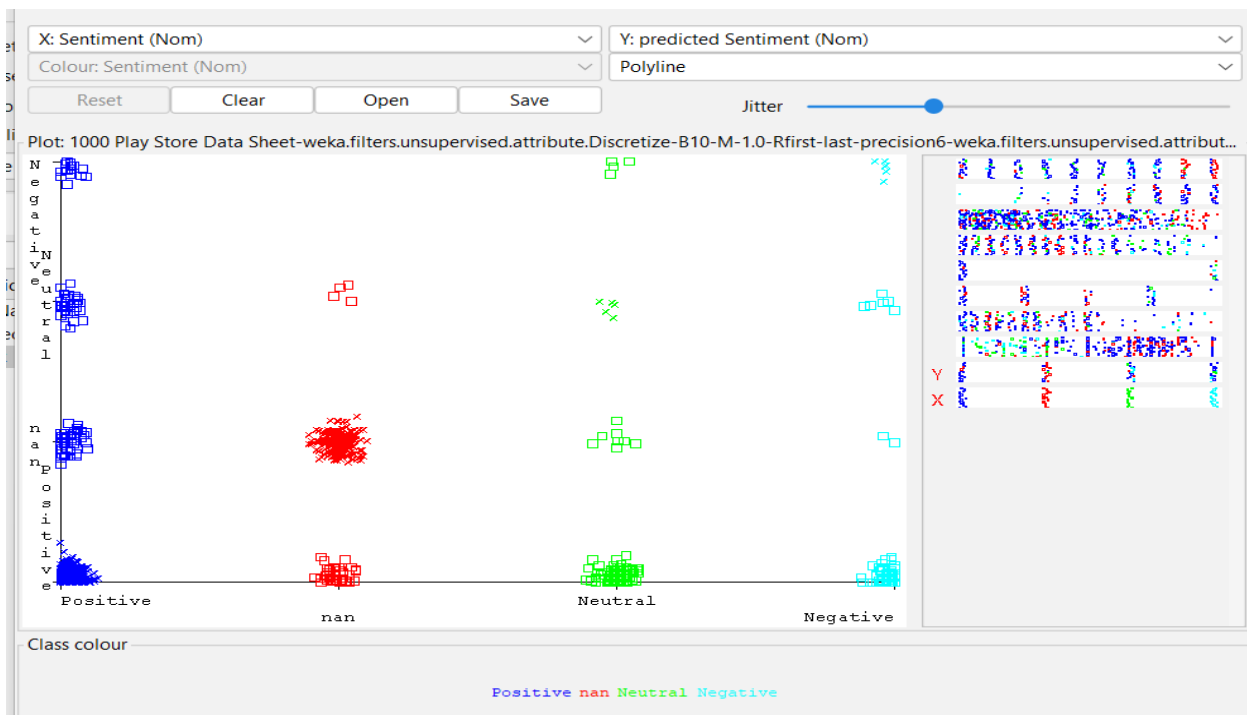 X: Sentiment (Nom)
Y: predicted Sentiment (Nom)
Colour: Sentiment (Nom)
Polyline
Reset
Clear
Open
Save
Jitter
Plot: 1000 Play Store Data Sheet-weka.filters.unsupervised.attribute.Discretize-B10-M-1.0-Rfirst-last-precision6-weka.filters.unsupervised.attribut...
Negative
Neutral
nan
Positive
Positive
nan
Neutral
Negative
Y
X
Class colour
Positive nan Neutral Negative